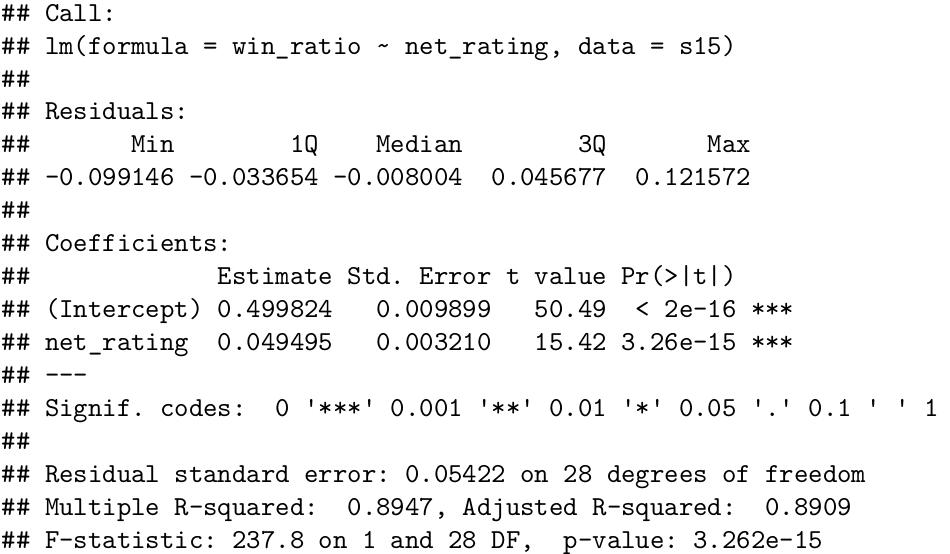 ## Call:
## lm(formula = win_ratio ~ net_rating, data = s15)
##
## Residuals:
##       Min        1Q    Median        3Q       Max
## -0.099146 -0.033654 -0.008004  0.045677  0.121572
##
## Coefficients:
##             Estimate Std. Error t value Pr(>|t|)
## (Intercept) 0.499824   0.009899   50.49  < 2e-16 ***
## net_rating  0.049495   0.003210   15.42 3.26e-15 ***
## ---
## Signif. codes:  0 '***' 0.001 '**' 0.01 '*' 0.05 '.' 0.1 ' ' 1
##
## Residual standard error: 0.05422 on 28 degrees of freedom
## Multiple R-squared:  0.8947, Adjusted R-squared:  0.8909
## F-statistic: 237.8 on 1 and 28 DF,  p-value: 3.262e-15